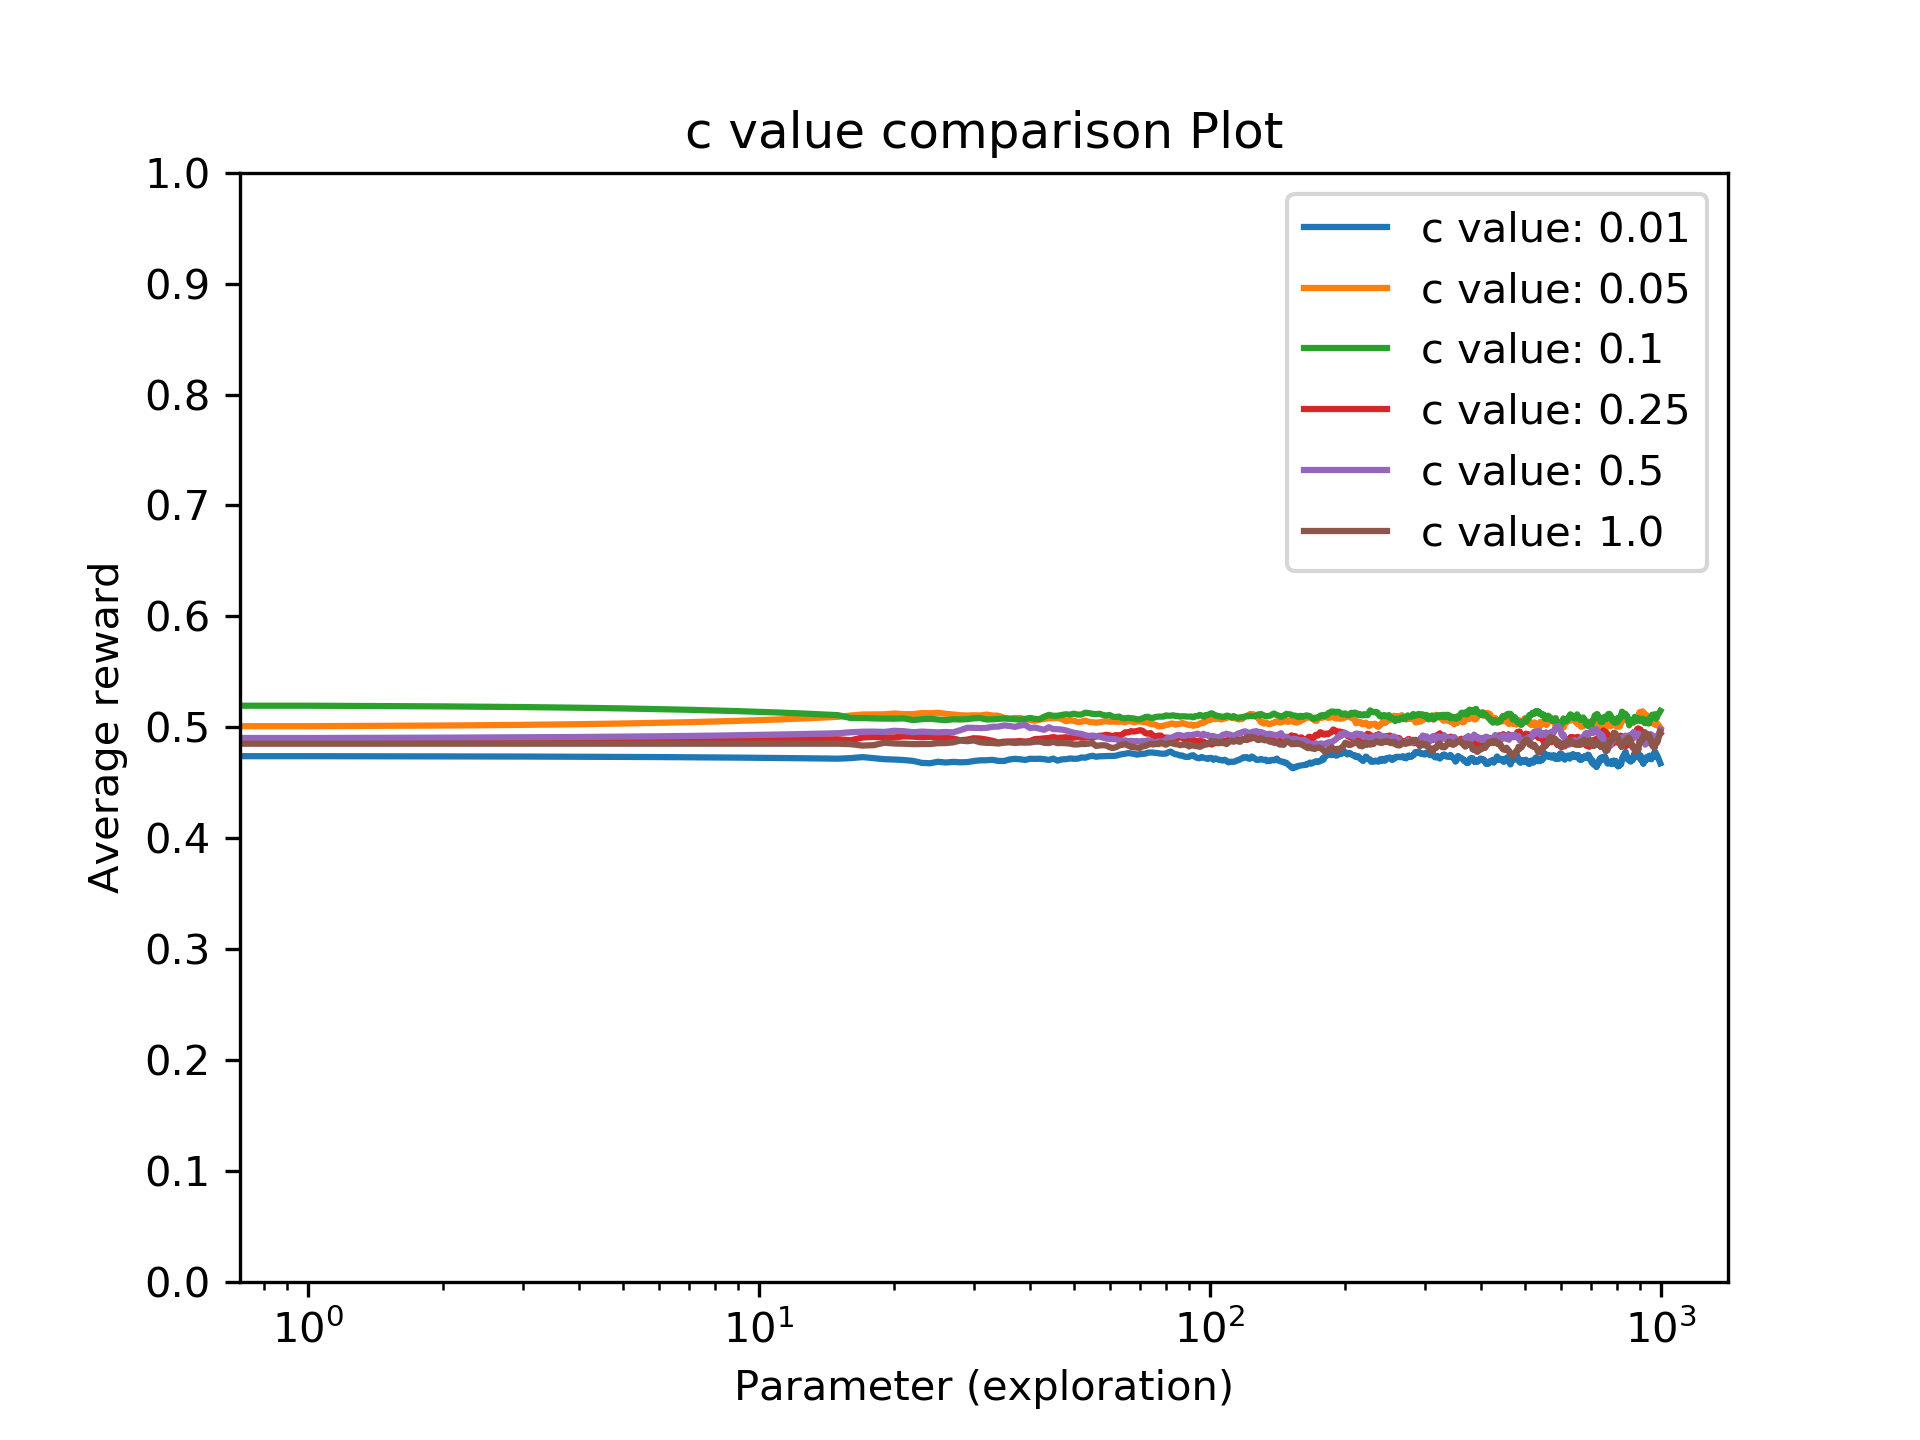 c value comparison Plot
1.0
0.9
0.8
0.7
0.6
0.5
0.4
0.3
0.2
0.1
0.0
Average reward
c value: 0.01
c value: 0.05
c value: 0.1
c value: 0.25
c value: 0.5
c value: 1.0
10⁰ 10¹ 10² 10³
Parameter (exploration)